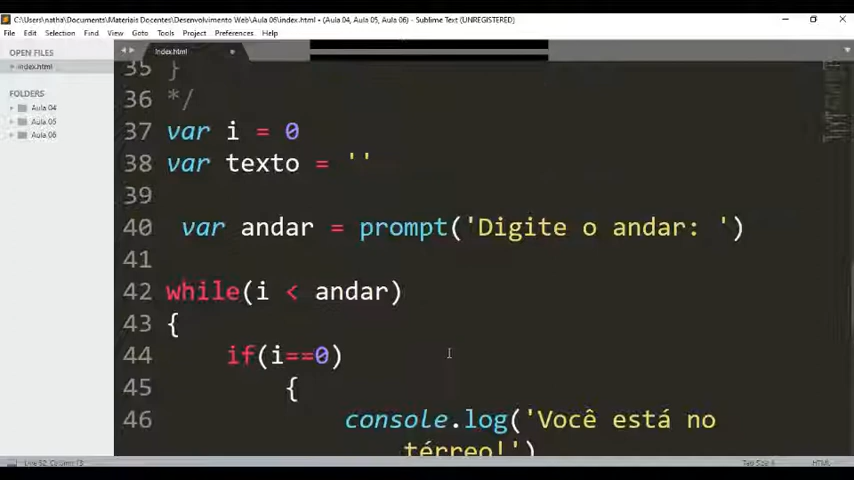 C:\Users\natha\Documents\Materiais Docentes\Desenvolvimento Web\Aula 06\index.html • (Aula 04, Aula 05, Aula 06) - Sublime Text (UNREGISTERED)
File Edit Selection Find View Goto Tools Project Preferences Help
OPEN FILES
index.html
FOLDERS
Aula 04
Aula 05
Aula 06
index.html
35 }
36 */
37 var i = 0
38 var texto = ''
39
40 var andar = prompt('Digite o andar: ')
41
42 while(i < andar)
43 {
44 if(i==0)
45 {
46 console.log('Você está no
térreo!')
HTML